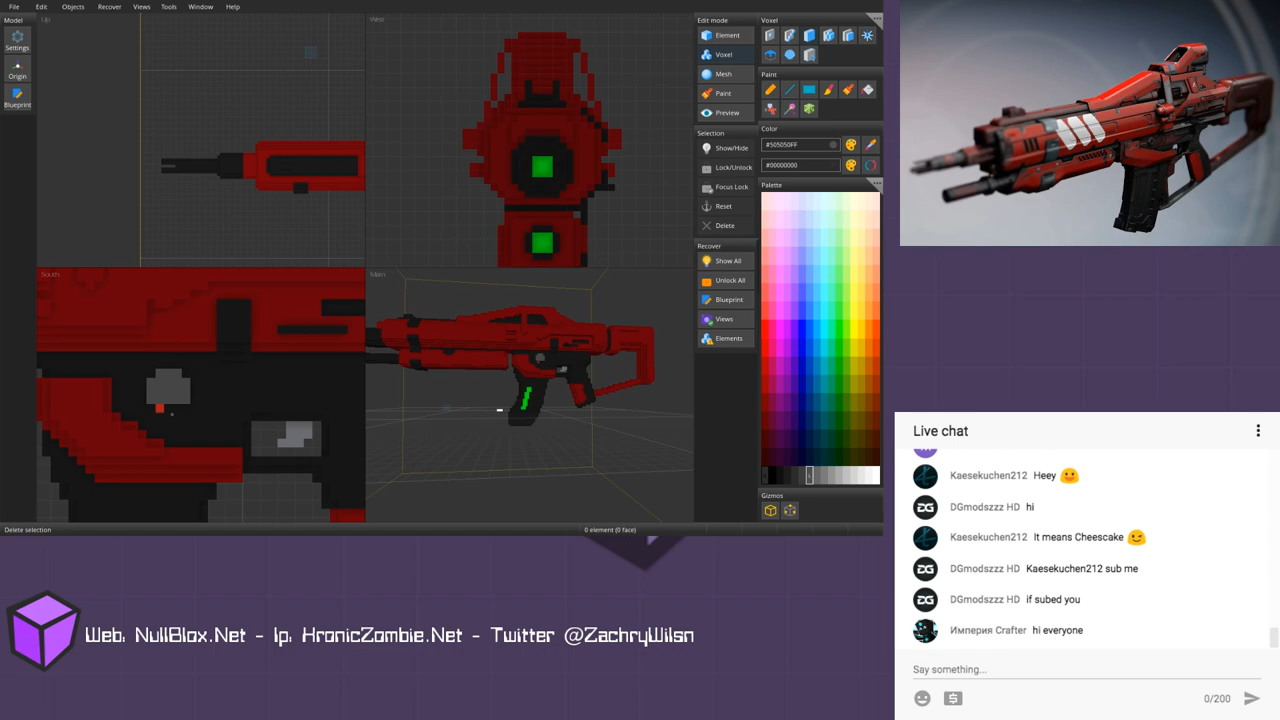 File Edit Objects Recover Views Tools Window Help
Model
Settings
Origin
Blueprint
Up
West
South
Main
Edit mode
Element
Voxel
Mesh
Paint
Preview
Selection
Show/Hide
Lock/Unlock
Focus Lock
Reset
Delete
Recover
Show All
Unlock All
Blueprint
Views
Elements
Voxel
Paint
Color
#505050FF
#00000000
Palette
Gizmos
Delete selection
0 element (0 face)
Web: NullBlox.Net - Ip: HronicZombie.Net - Twitter @ZachryWilsn
Live chat
Kaesekuchen212 Heey
DGmodszzz HD hi
Kaesekuchen212 It means Cheescake
DGmodszzz HD Kaesekuchen212 sub me
DGmodszzz HD if subed you
Империя Crafter hi everyone
Say something...
0/200